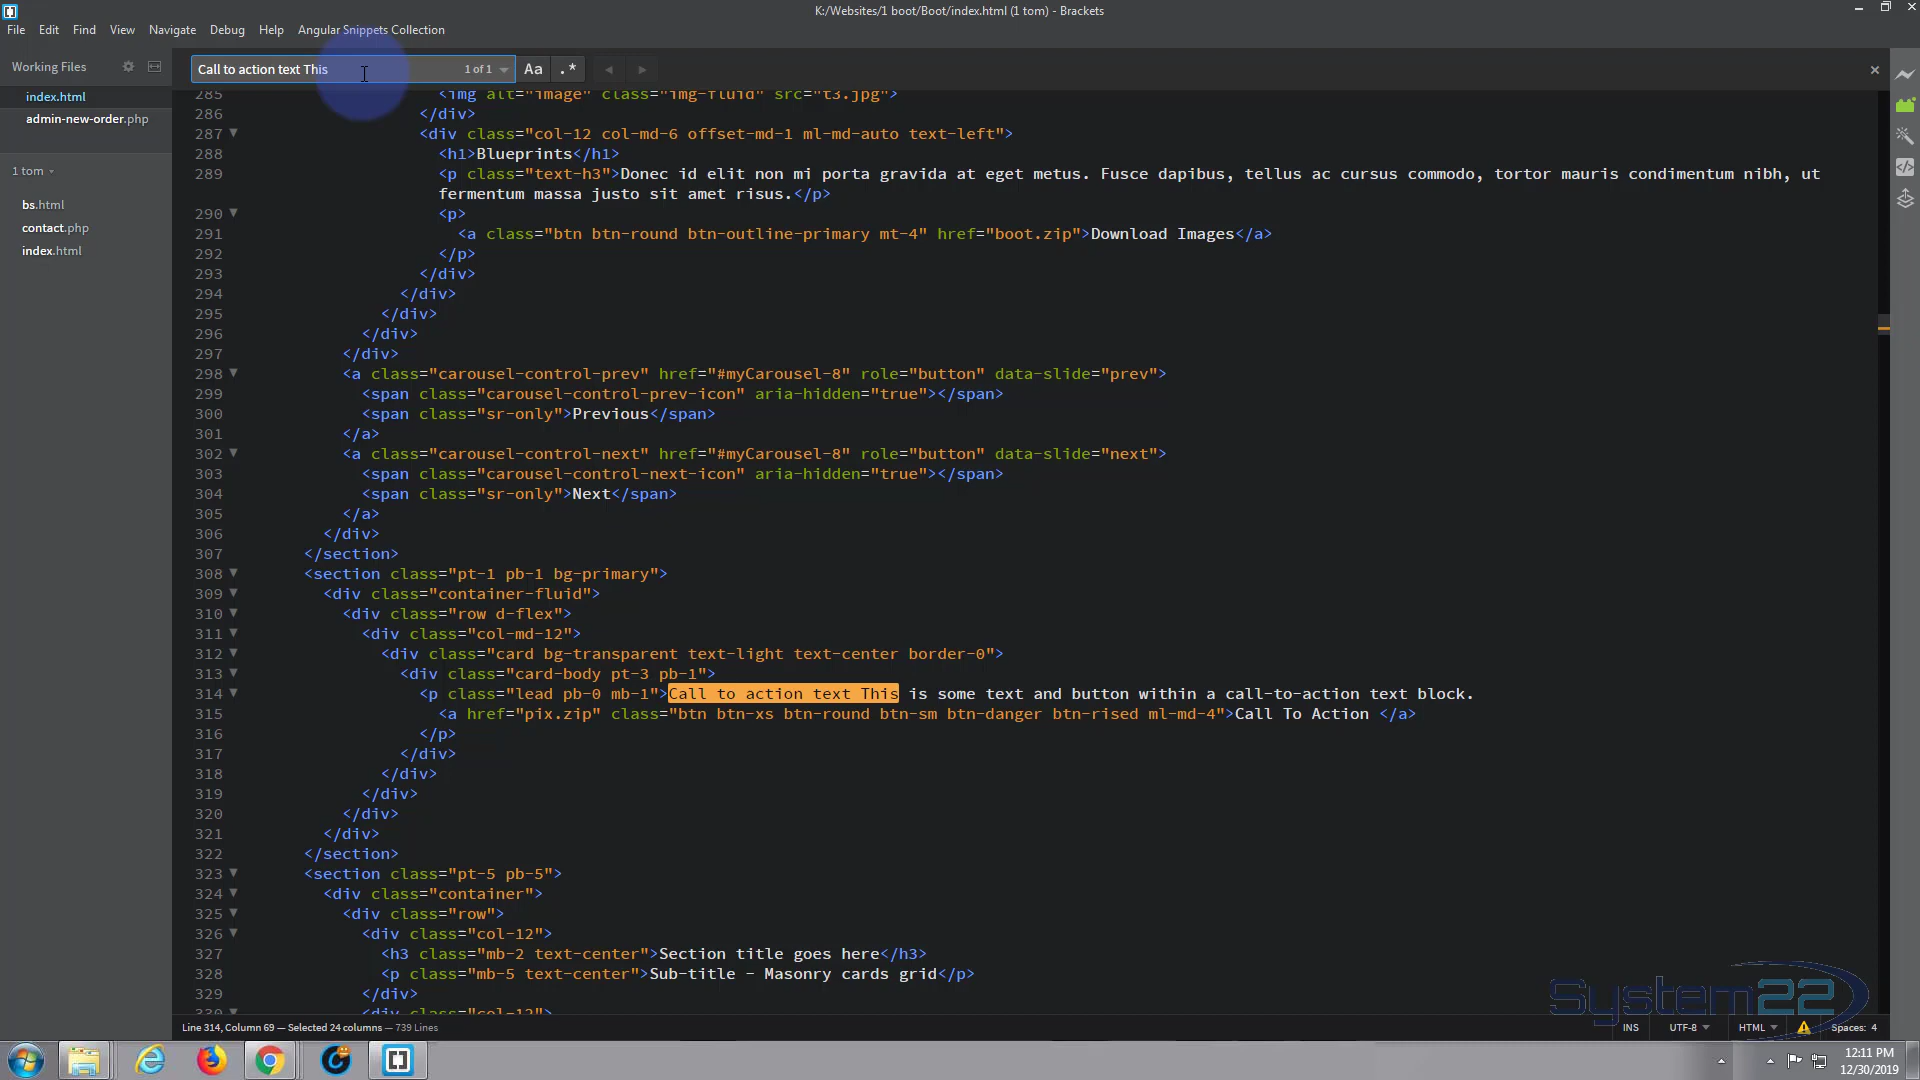 K:/Websites/1 boot/Boot/index.html (1 tom) - Brackets
File Edit View Navigate Debug Help Angular Snippets Collection
Working Files
index.html
admin-new-order.php
1 tom
bs.html
contact.php
index.html
Call to action text This 1 of 1 Aa .*
285 <img alt="image" class="img-fluid" src="t3.jpg">
286 </div>
287 <div class="col-12 col-md-6 offset-md-1 ml-md-auto text-left">
288 <h1>Blueprints</h1>
289 <p class="text-h3">Donec id elit non mi porta gravida at eget metus. Fusce dapibus, tellus ac cursus commodo, tortor mauris condimentum nibh, ut
fermentum massa justo sit amet risus.</p>
290 <p>
291 <a class="btn btn-round btn-outline-primary mt-4" href="boot.zip">Download Images</a>
292 </p>
293 </div>
294 </div>
295 </div>
296 </div>
297 </div>
298 <a class="carousel-control-prev" href="#myCarousel-8" role="button" data-slide="prev">
299 <span class="carousel-control-prev-icon" aria-hidden="true"></span>
300 <span class="sr-only">Previous</span>
301 </a>
302 <a class="carousel-control-next" href="#myCarousel-8" role="button" data-slide="next">
303 <span class="carousel-control-next-icon" aria-hidden="true"></span>
304 <span class="sr-only">Next</span>
305 </a>
306 </div>
307 </section>
308 <section class="pt-1 pb-1 bg-primary">
309 <div class="container-fluid">
310 <div class="row d-flex">
311 <div class="col-md-12">
312 <div class="card bg-transparent text-light text-center border-0">
313 <div class="card-body pt-3 pb-1">
314 <p class="lead pb-0 mb-1">Call to action text This is some text and button within a call-to-action text block.
315 <a href="pix.zip" class="btn btn-xs btn-round btn-sm btn-danger btn-rised ml-md-4">Call To Action </a>
316 </p>
317 </div>
318 </div>
319 </div>
320 </div>
321 </div>
322 </section>
323 <section class="pt-5 pb-5">
324 <div class="container">
325 <div class="row">
326 <div class="col-12">
327 <h3 class="mb-2 text-center">Section title goes here</h3>
328 <p class="mb-5 text-center">Sub-title - Masonry cards grid</p>
329 </div>
330 <div class="col-12">
System22
Line 314, Column 69 — Selected 24 columns — 739 Lines INS UTF-8 HTML Spaces: 4
12:11 PM
12/30/2019